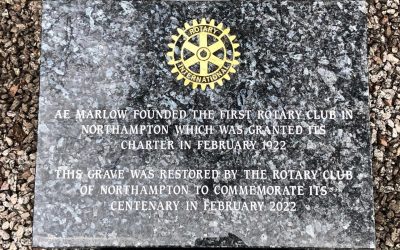 ROTARY
INTERNATIONAL
AE MARLOW FOUNDED THE FIRST ROTARY CLUB IN
NORTHAMPTON WHICH WAS GRANTED ITS
CHARTER IN FEBRUARY 1922
THIS GRAVE WAS RESTORED BY THE ROTARY CLUB
OF NORTHAMPTON TO COMMEMORATE ITS
CENTENARY IN FEBRUARY 2022